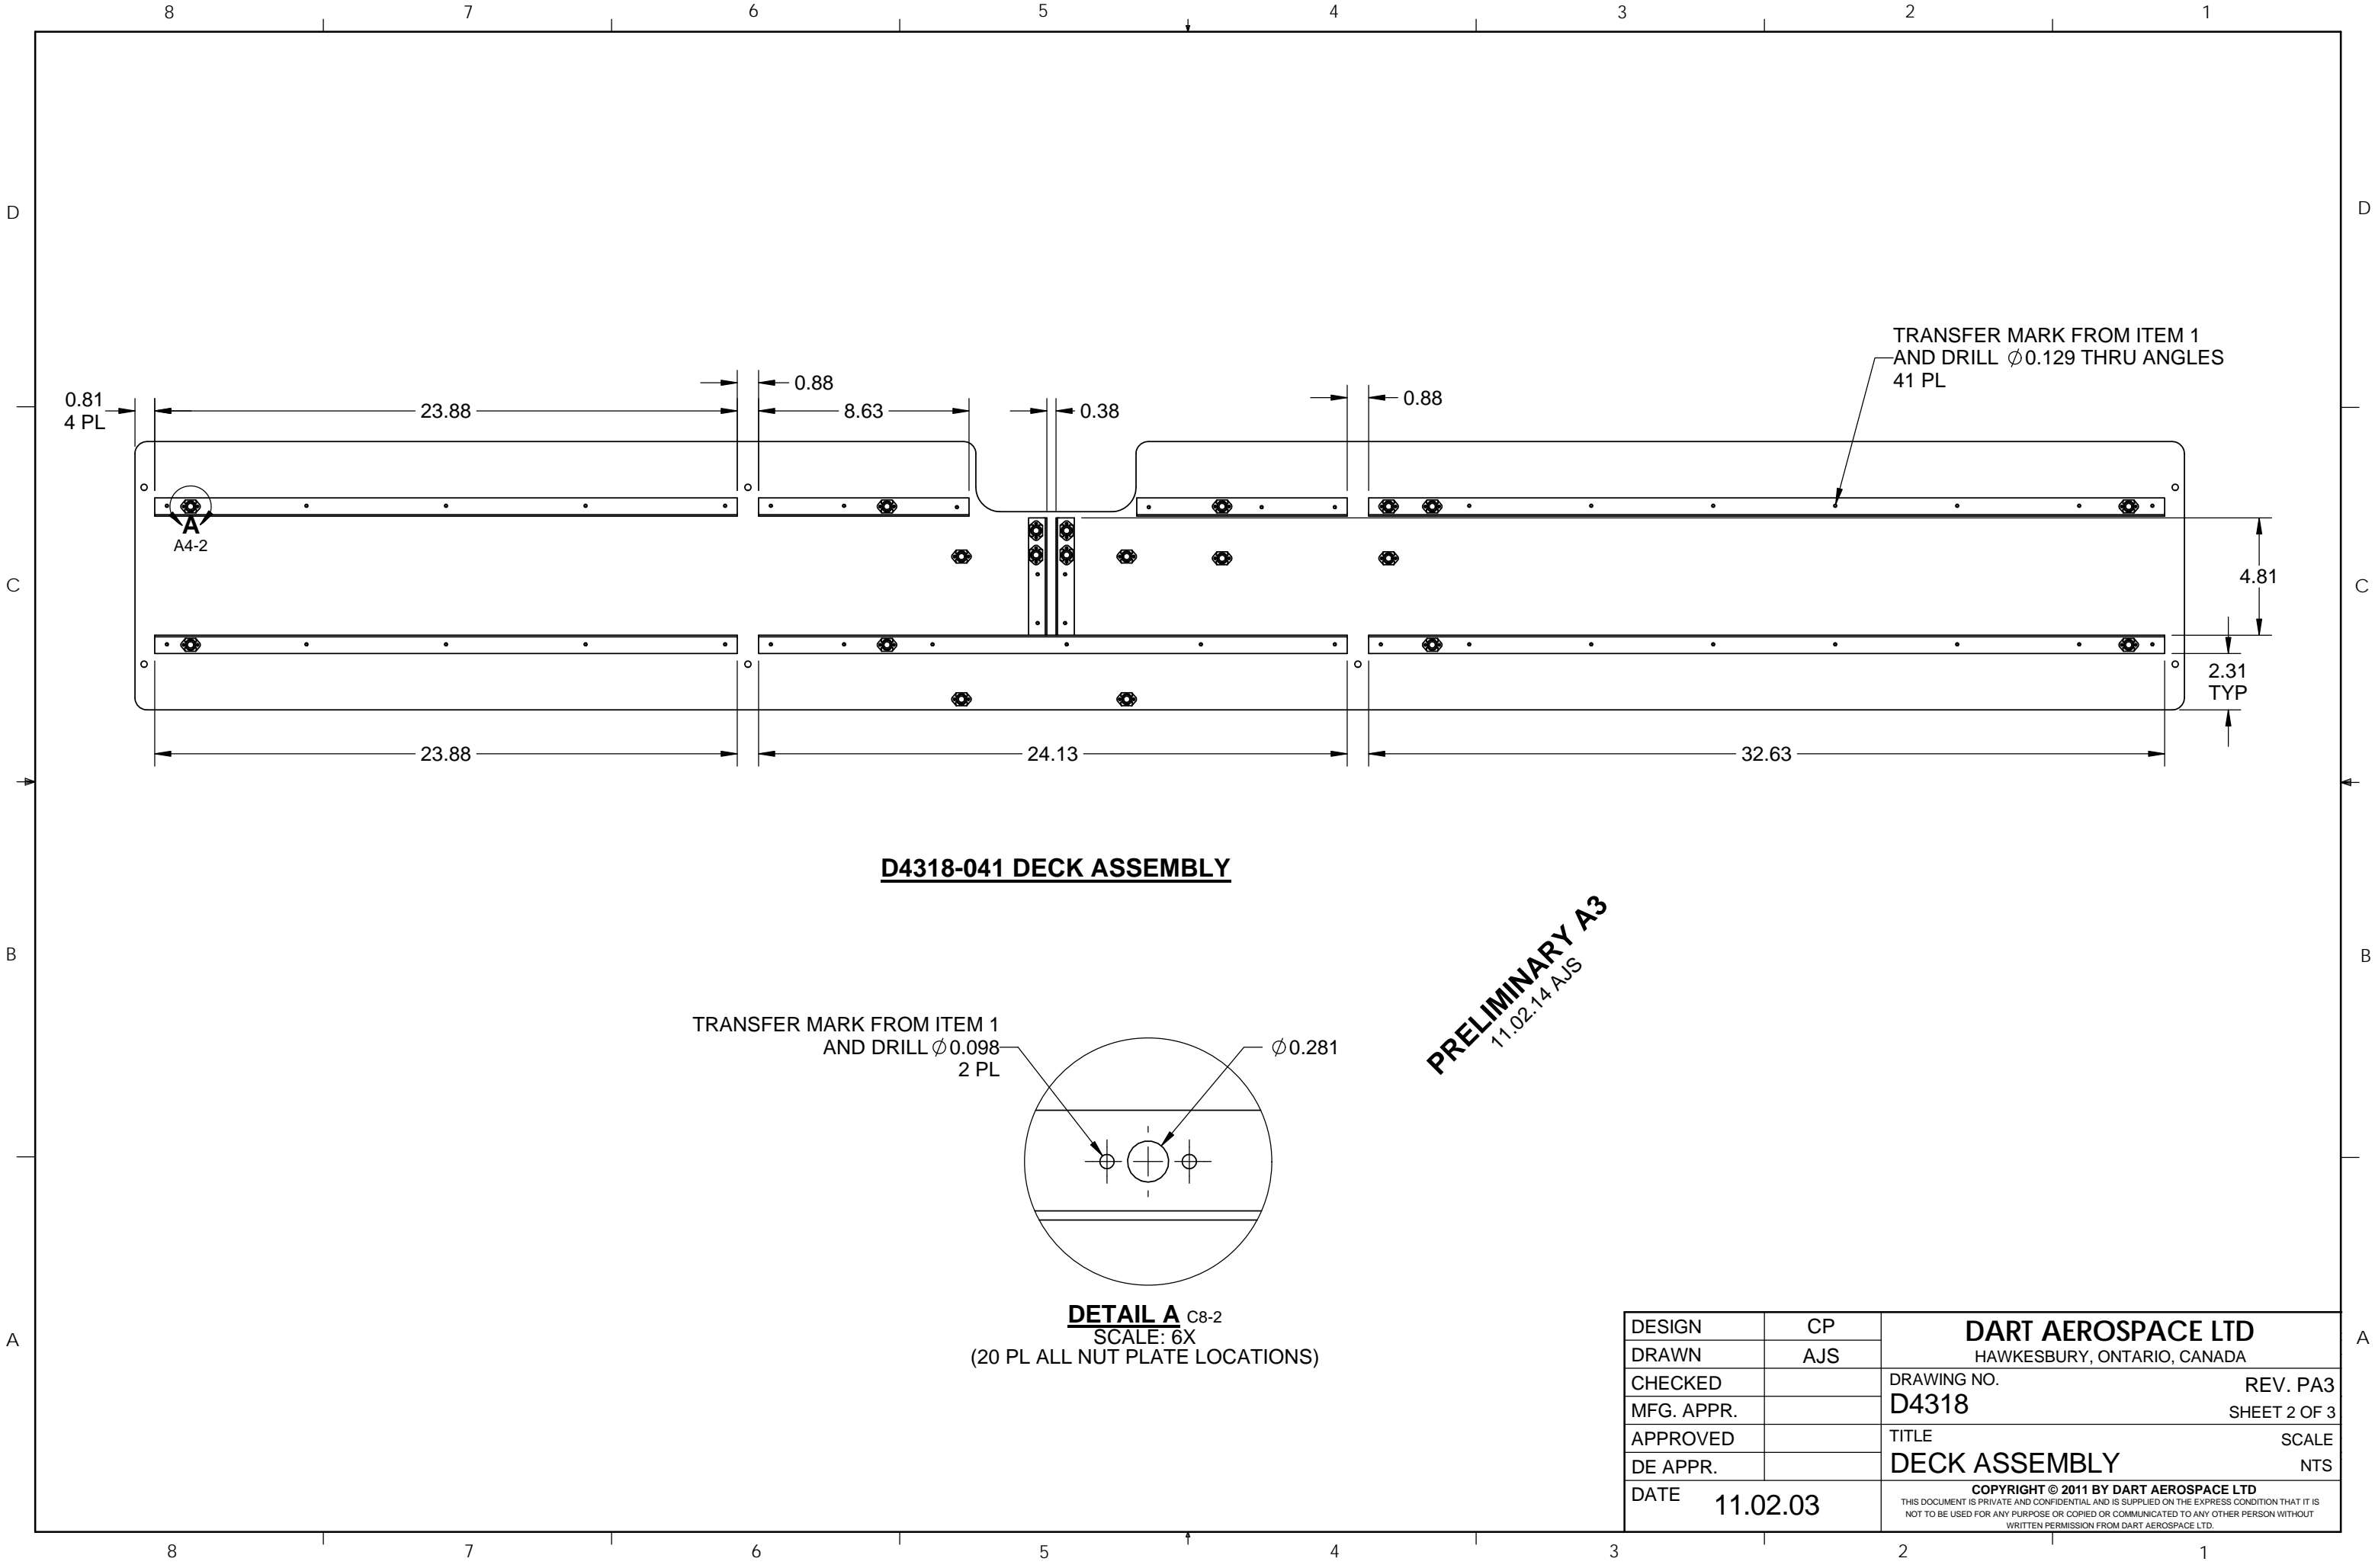 8 7 6 5 4 3 2 1
D D
C C
B B
A A
TRANSFER MARK FROM ITEM 1
AND DRILL ∅0.129 THRU ANGLES
41 PL
0.81
4 PL
23.88
0.88
8.63
0.38
0.88
A
A4-2
4.81
2.31
TYP
23.88
24.13
32.63
D4318-041 DECK ASSEMBLY
PRELIMINARY A3
11.02.14 AJS
TRANSFER MARK FROM ITEM 1
AND DRILL ∅0.098
2 PL
∅0.281
DETAIL A C8-2
SCALE: 6X
(20 PL ALL NUT PLATE LOCATIONS)
DESIGN CP
DRAWN AJS
CHECKED
MFG. APPR.
APPROVED
DE APPR.
DATE 11.02.03
DART AEROSPACE LTD
HAWKESBURY, ONTARIO, CANADA
DRAWING NO. REV. PA3
D4318 SHEET 2 OF 3
TITLE SCALE
DECK ASSEMBLY NTS
COPYRIGHT © 2011 BY DART AEROSPACE LTD
THIS DOCUMENT IS PRIVATE AND CONFIDENTIAL AND IS SUPPLIED ON THE EXPRESS CONDITION THAT IT IS
NOT TO BE USED FOR ANY PURPOSE OR COPIED OR COMMUNICATED TO ANY OTHER PERSON WITHOUT
WRITTEN PERMISSION FROM DART AEROSPACE LTD.
8 7 6 5 4 3 2 1